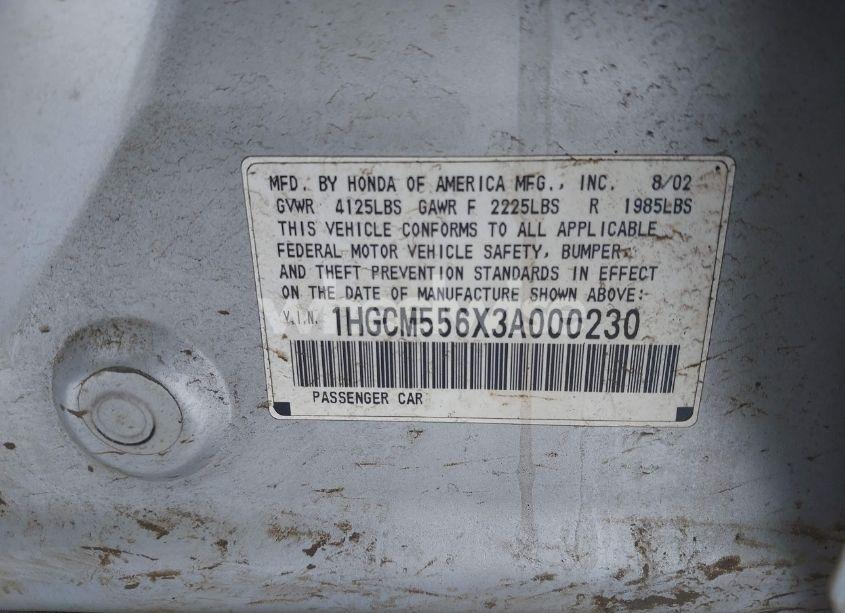 MFD. BY HONDA OF AMERICA MFG., INC. 8/02
GVWR 4125LBS GAWR F 2225LBS R 1985LBS
THIS VEHICLE CONFORMS TO ALL APPLICABLE
FEDERAL MOTOR VEHICLE SAFETY, BUMPER,
AND THEFT PREVENTION STANDARDS IN EFFECT
ON THE DATE OF MANUFACTURE SHOWN ABOVE:
V.I.N. 1HGCM556X3A000230
PASSENGER CAR